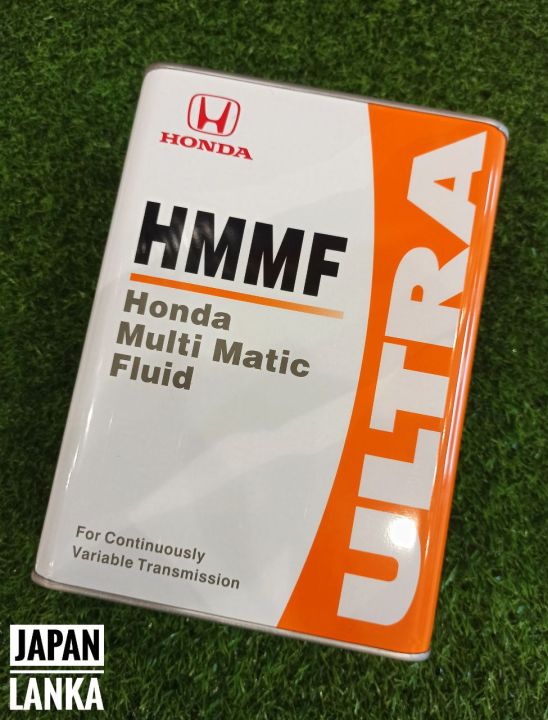 HONDA
HMMF
Honda
Multi Matic
Fluid
For Continuously
Variable Transmission
ULTRA
JAPAN
LANKA